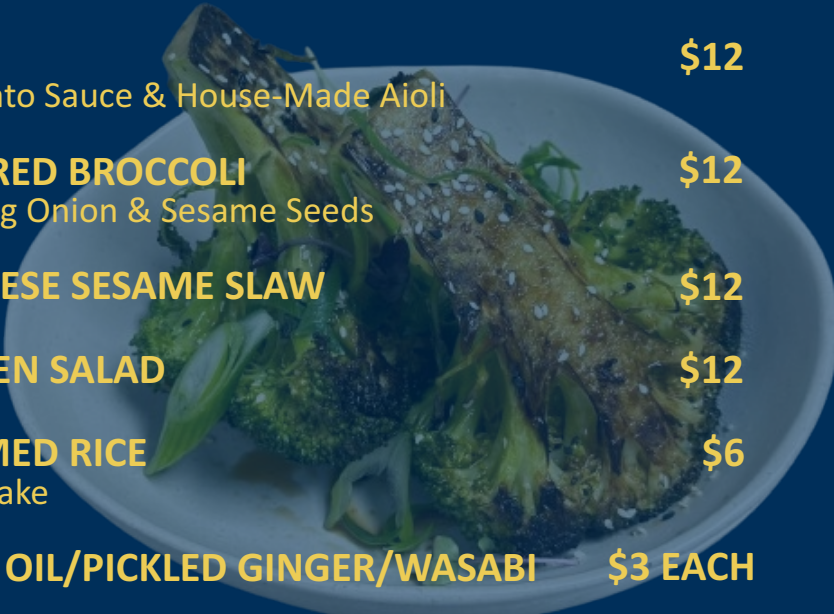 $12
ato Sauce & House-Made Aioli
RED BROCCOLI $12
g Onion & Sesame Seeds
ESE SESAME SLAW $12
EN SALAD $12
MED RICE $6
ake
OIL/PICKLED GINGER/WASABI $3 EACH